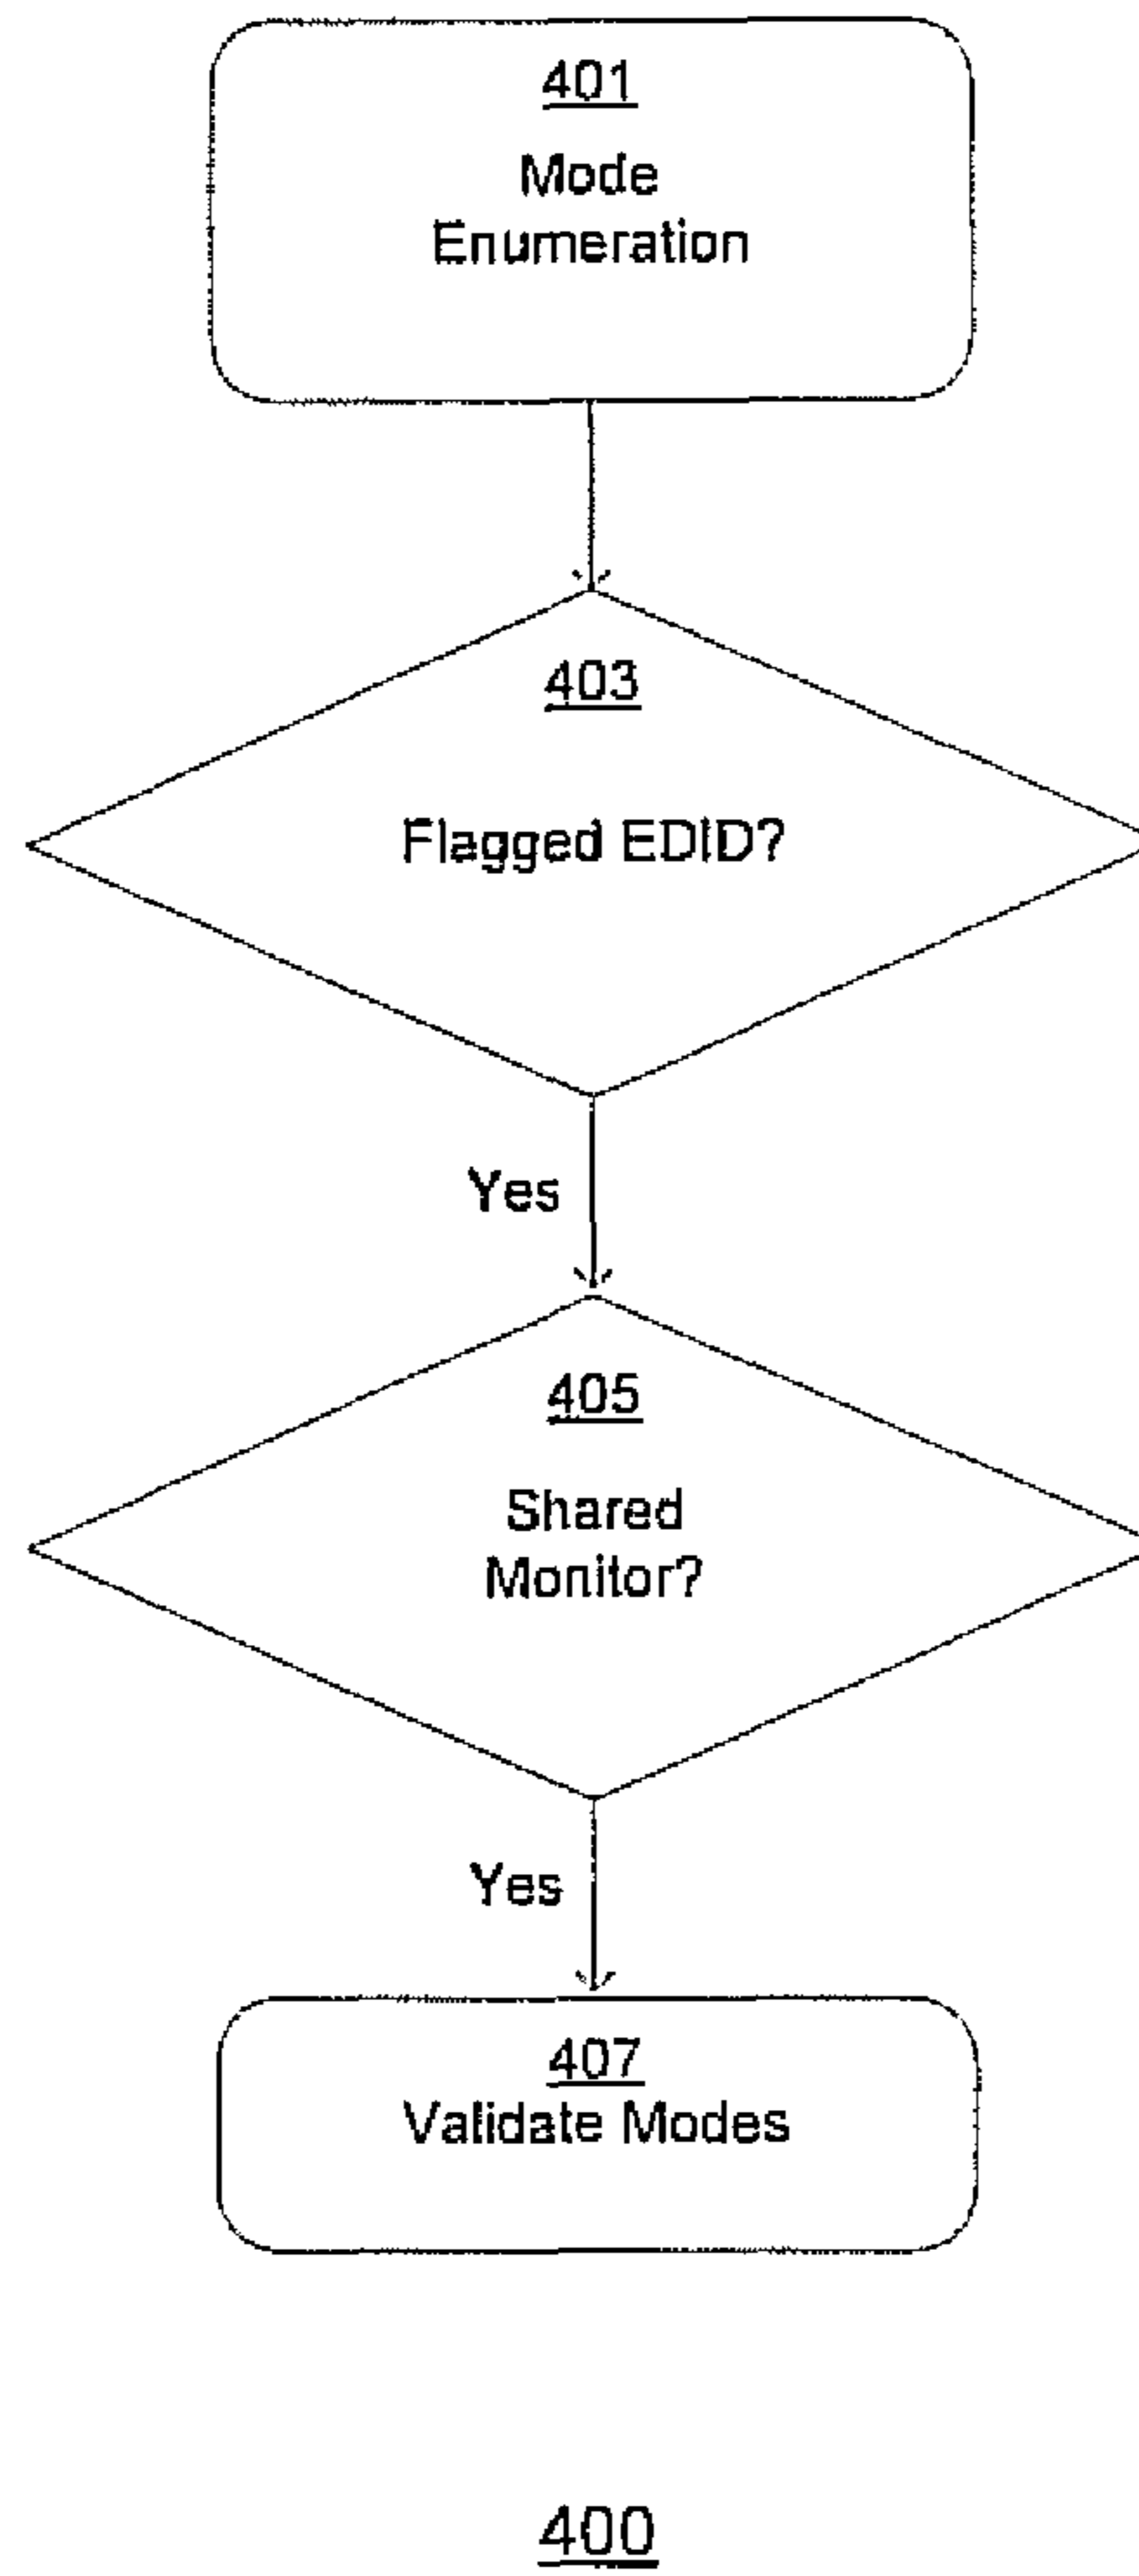 401
Mode
Enumeration
403
Flagged EDID?
Yes
405
Shared
Monitor?
Yes
407
Validate Modes
400